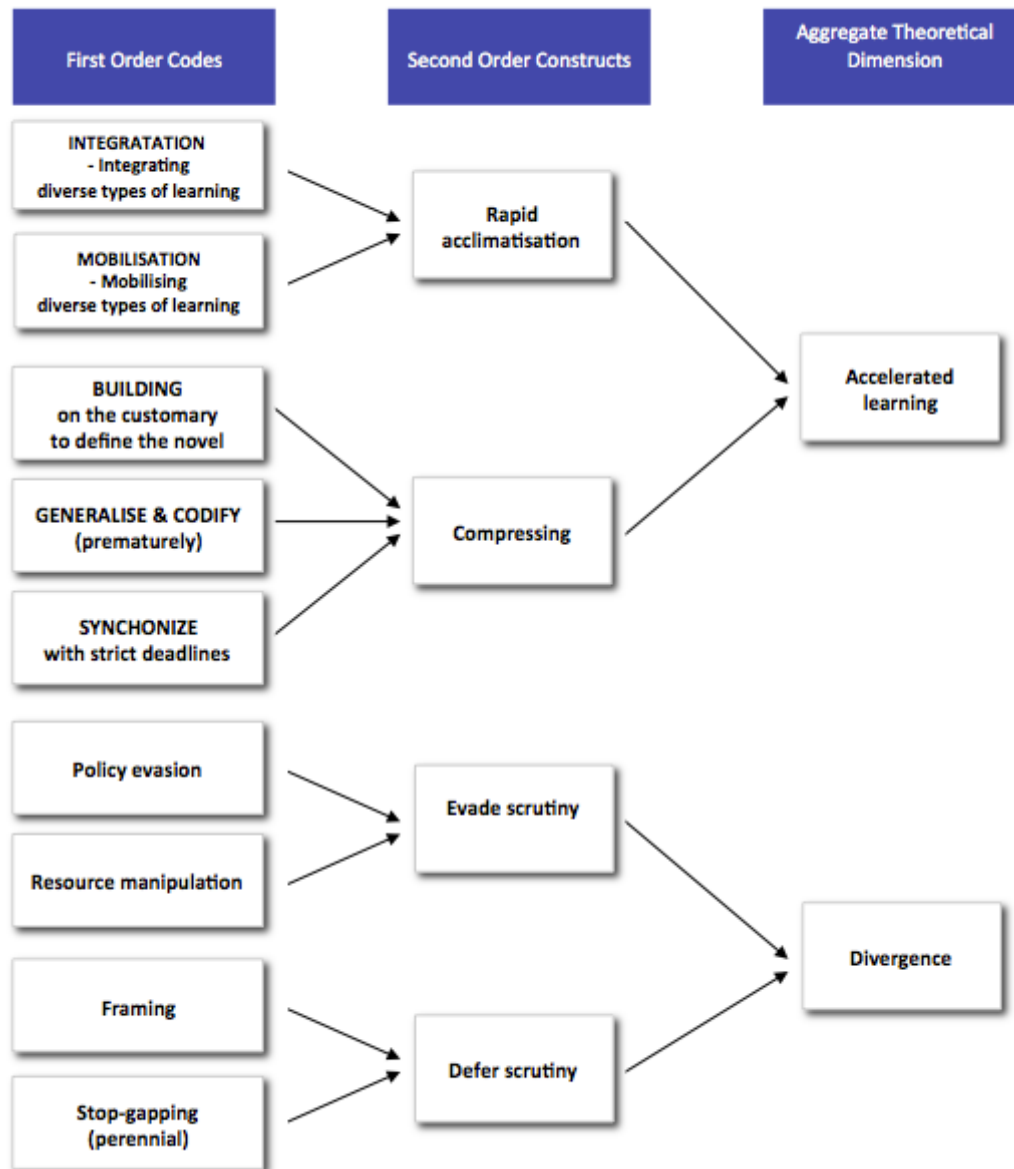 First Order Codes
Second Order Constructs
Aggregate Theoretical
Dimension
INTEGRATATION
- Integrating
diverse types of learning
MOBILISATION
- Mobilising
diverse types of learning
Rapid
acclimatisation
BUILDING
on the customary
to define the novel
GENERALISE & CODIFY
(prematurely)
SYNCHONIZE
with strict deadlines
Compressing
Accelerated
learning
Policy evasion
Resource manipulation
Evade scrutiny
Framing
Stop-gapping
(perennial)
Defer scrutiny
Divergence